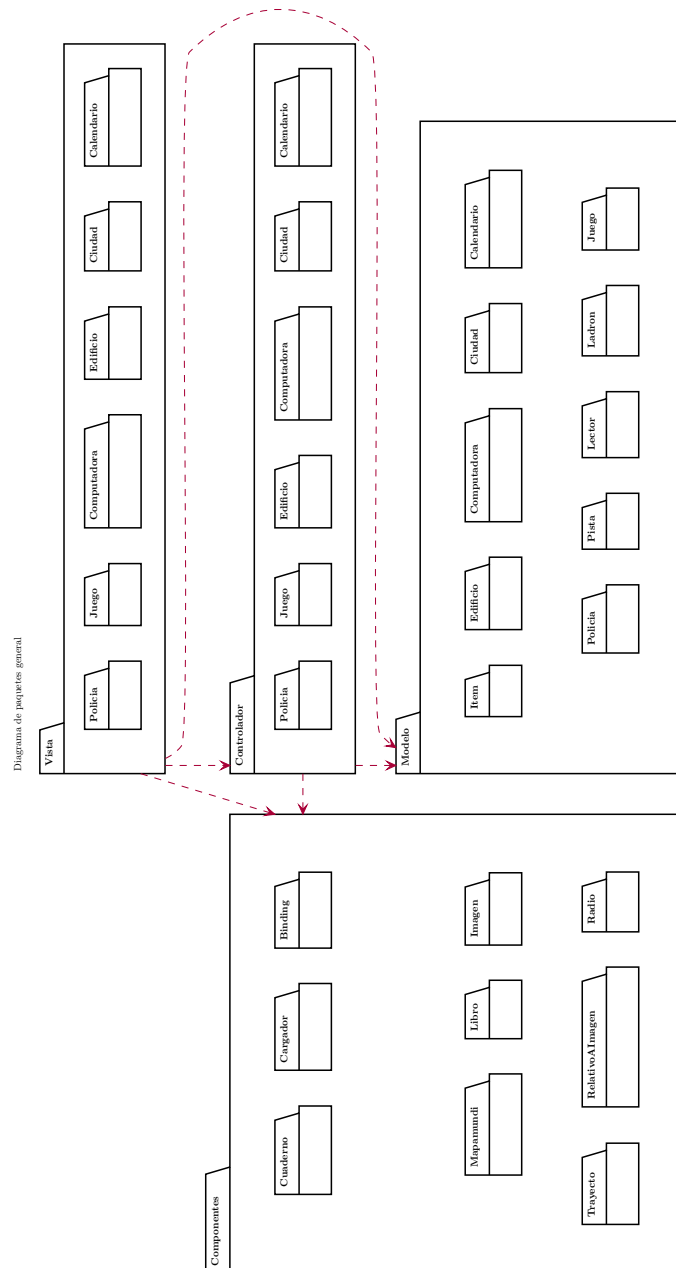 Diagrama de paquetes general
Vista
Policia
Juego
Computadora
Edificio
Ciudad
Calendario
Controlador
Policia
Juego
Edificio
Computadora
Ciudad
Calendario
Modelo
Item
Edificio
Computadora
Ciudad
Calendario
Policia
Pista
Lector
Ladron
Juego
Componentes
Cuaderno
Cargador
Binding
Mapamundi
Libro
Imagen
Trayecto
RelativoAImagen
Radio